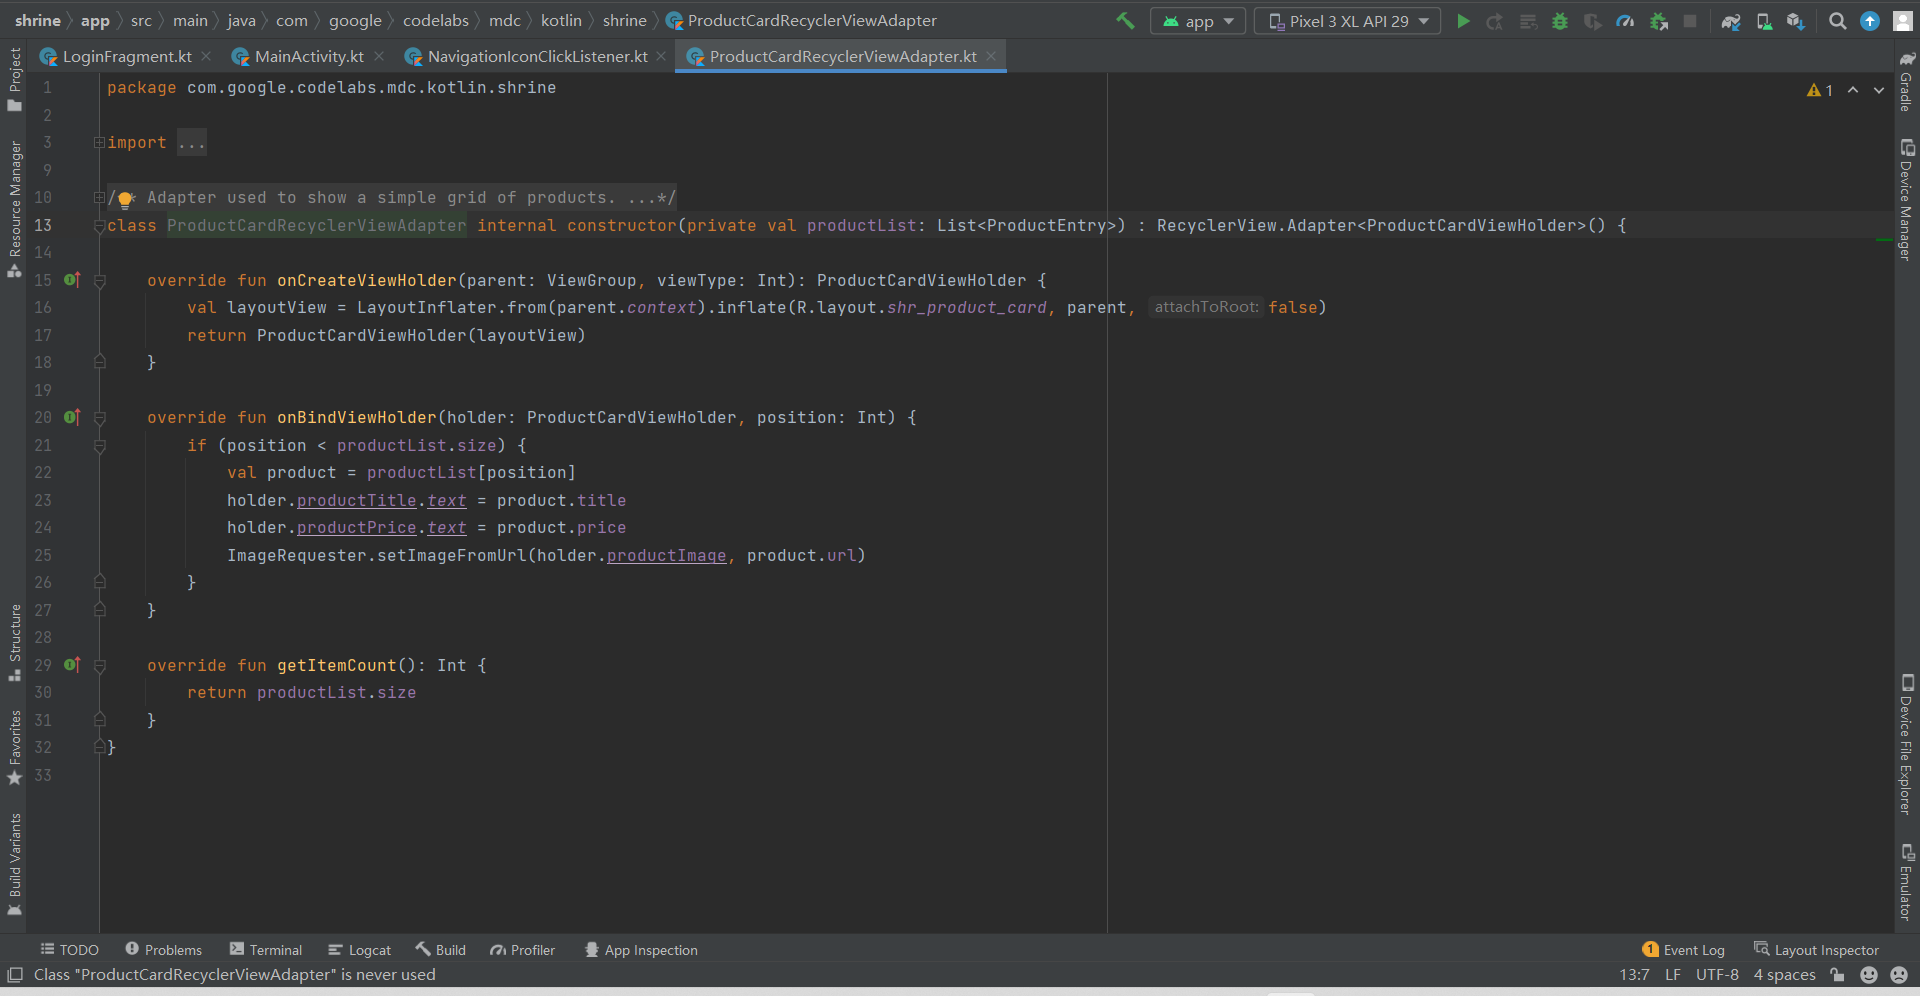 shrine app src main java com google codelabs mdc kotlin shrine ProductCardRecyclerViewAdapter app Pixel 3 XL API 29
LoginFragment.kt MainActivity.kt NavigationIconClickListener.kt ProductCardRecyclerViewAdapter.kt
Project
Resource Manager
Structure
Favorites
Build Variants
1 package com.google.codelabs.mdc.kotlin.shrine
2
3 import ...
9
10 /** Adapter used to show a simple grid of products. ...*/
13 class ProductCardRecyclerViewAdapter internal constructor(private val productList: List<ProductEntry>) : RecyclerView.Adapter<ProductCardViewHolder>() {
14
15 override fun onCreateViewHolder(parent: ViewGroup, viewType: Int): ProductCardViewHolder {
16 val layoutView = LayoutInflater.from(parent.context).inflate(R.layout.shr_product_card, parent, attachToRoot: false)
17 return ProductCardViewHolder(layoutView)
18 }
19
20 override fun onBindViewHolder(holder: ProductCardViewHolder, position: Int) {
21 if (position < productList.size) {
22 val product = productList[position]
23 holder.productTitle.text = product.title
24 holder.productPrice.text = product.price
25 ImageRequester.setImageFromUrl(holder.productImage, product.url)
26 }
27 }
28
29 override fun getItemCount(): Int {
30 return productList.size
31 }
32 }
33
1
Gradle
Device Manager
Device File Explorer
Emulator
TODO Problems Terminal Logcat Build Profiler App Inspection 1 Event Log Layout Inspector
Class "ProductCardRecyclerViewAdapter" is never used 13:7 LF UTF-8 4 spaces